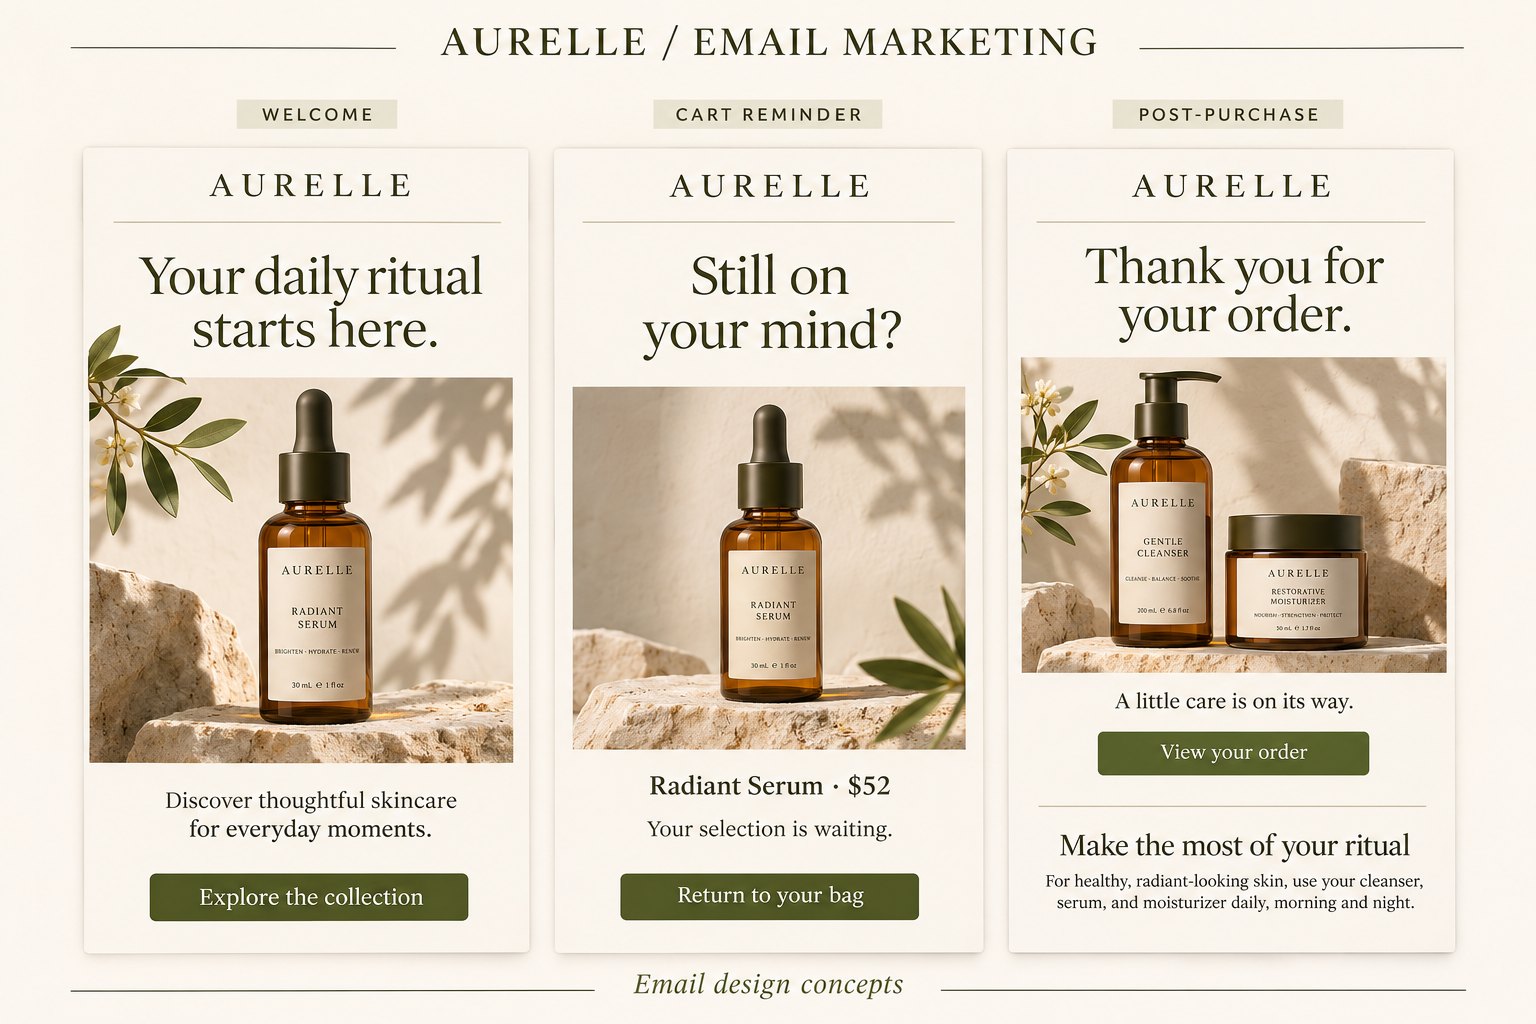 AURELLE / EMAIL MARKETING
WELCOME
AURELLE
Your daily ritual
starts here.
AURELLE
RADIANT
SERUM
BRIGHTEN · HYDRATE · RENEW
30 mL ℮ 1 fl oz
Discover thoughtful skincare
for everyday moments.
Explore the collection
CART REMINDER
AURELLE
Still on
your mind?
AURELLE
RADIANT
SERUM
BRIGHTEN · HYDRATE · RENEW
30 mL ℮ 1 fl oz
Radiant Serum · $52
Your selection is waiting.
Return to your bag
POST-PURCHASE
AURELLE
Thank you for
your order.
AURELLE
GENTLE
CLEANSER
CLEANSE · BALANCE · SOOTHE
200 mL ℮ 6.8 fl oz
AURELLE
RESTORATIVE
MOISTURIZER
NOURISH · STRENGTHEN · PROTECT
50 mL ℮ 1.7 fl oz
A little care is on its way.
View your order
Make the most of your ritual
For healthy, radiant-looking skin, use your cleanser,
serum, and moisturizer daily, morning and night.
Email design concepts